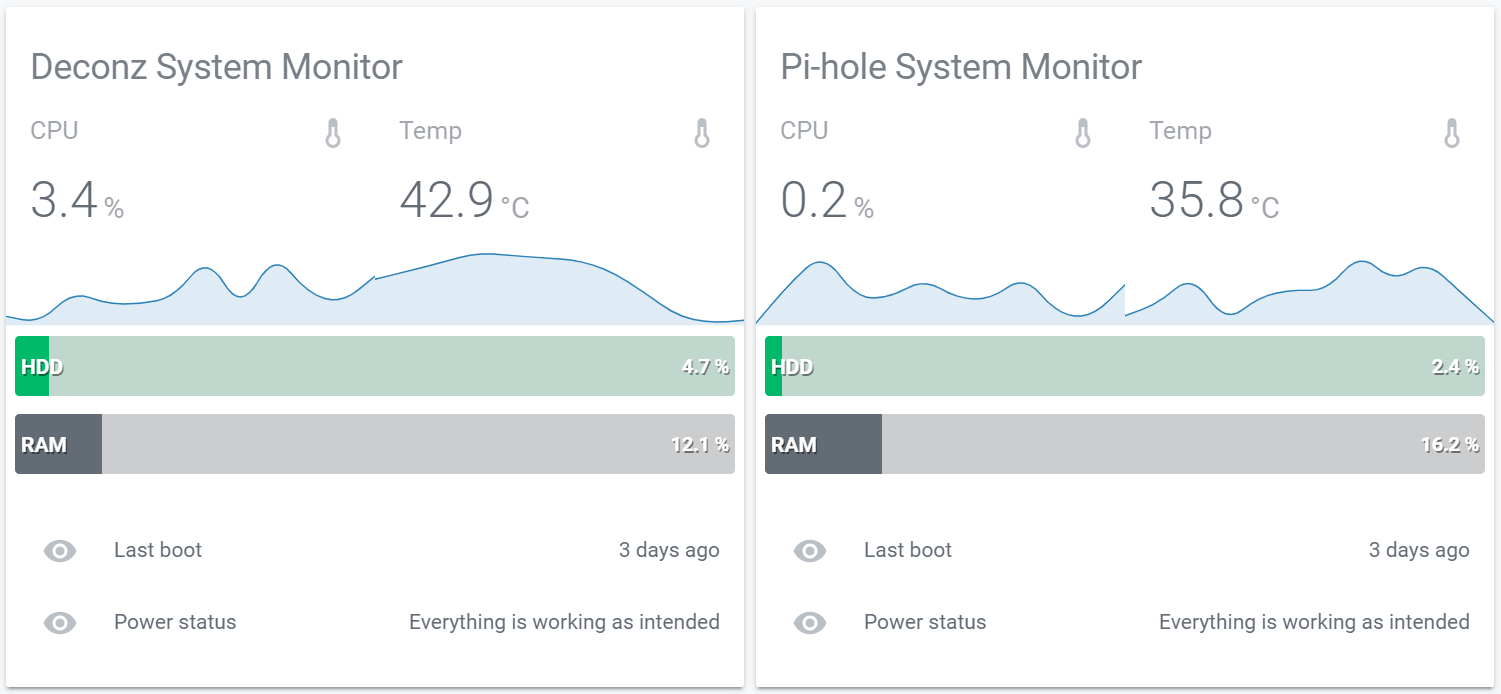 Deconz System Monitor
CPU
Temp
3.4 %
42.9 °C
HDD 4.7 %
RAM 12.1 %
Last boot 3 days ago
Power status Everything is working as intended
Pi-hole System Monitor
CPU
Temp
0.2 %
35.8 °C
HDD 2.4 %
RAM 16.2 %
Last boot 3 days ago
Power status Everything is working as intended